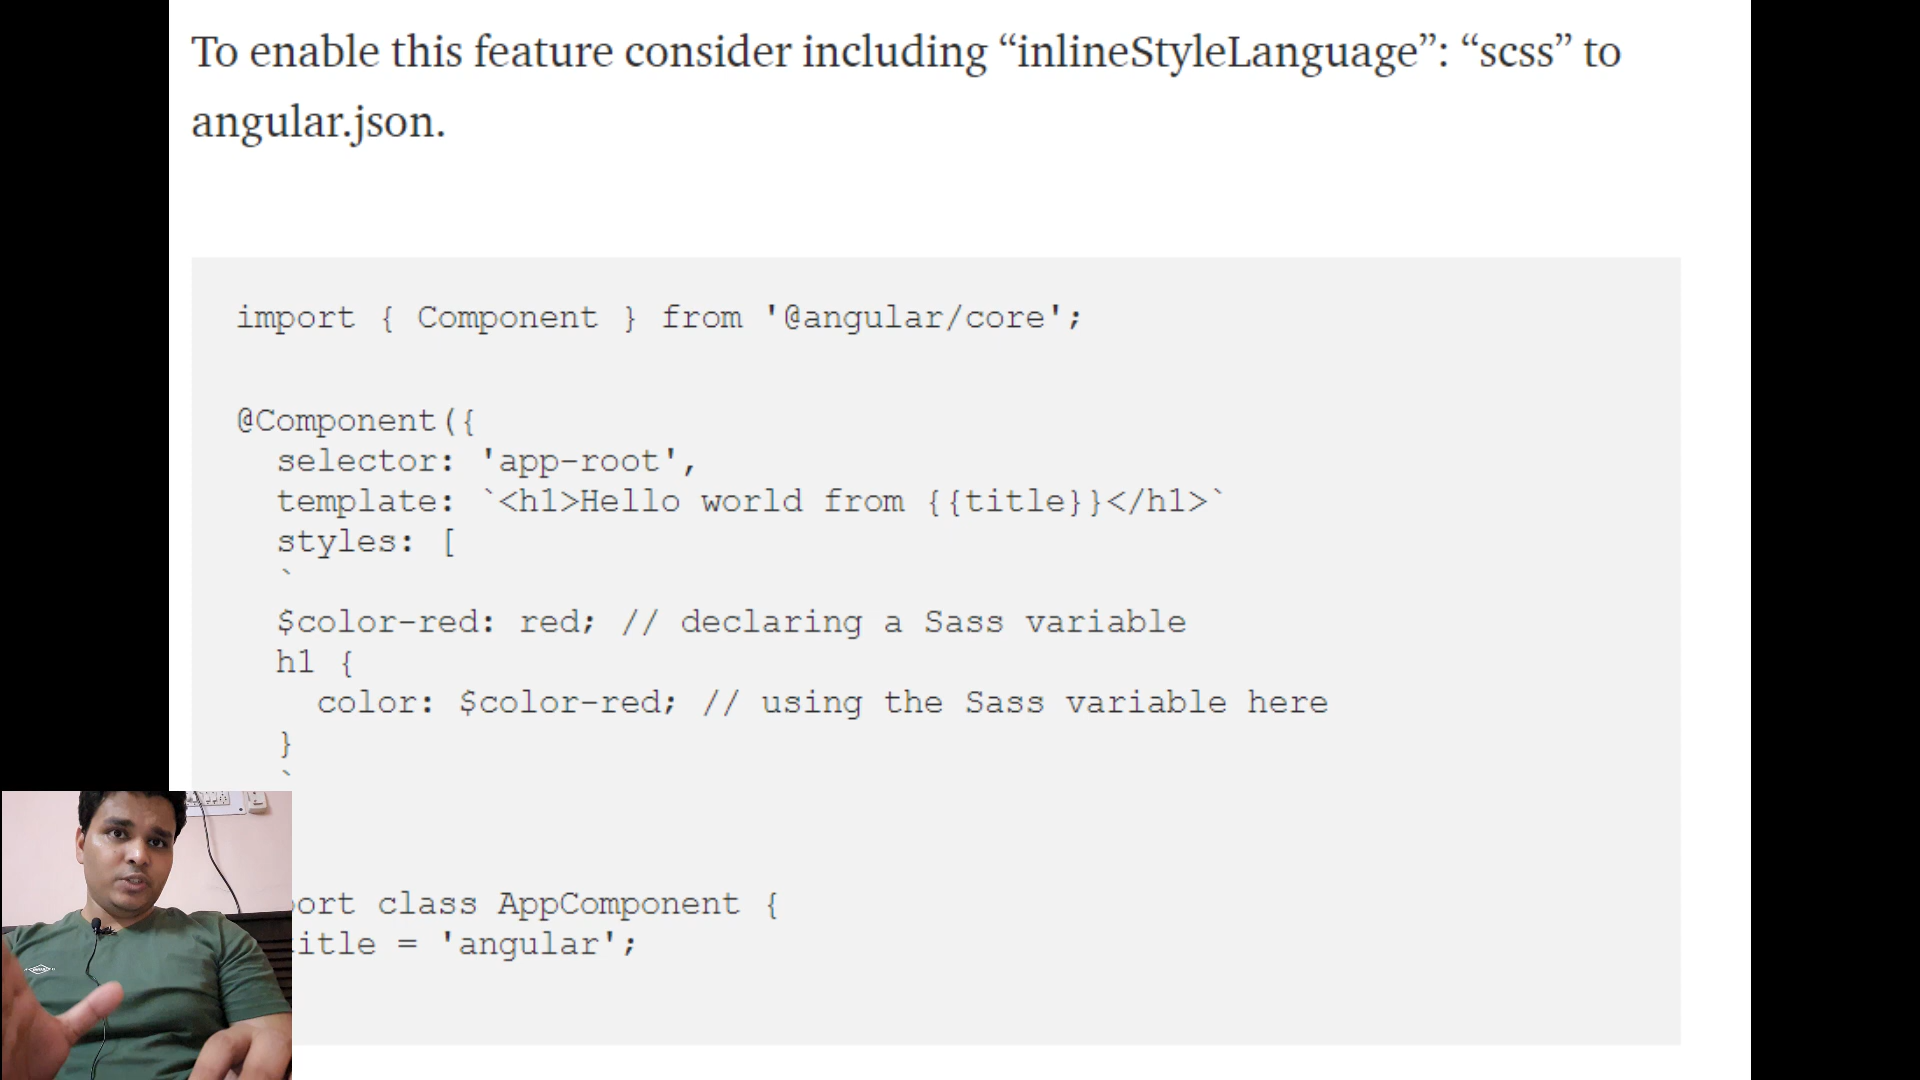 To enable this feature consider including “inlineStyleLanguage”: “scss” to
angular.json.
import { Component } from '@angular/core';
@Component({
selector: 'app-root',
template: `<h1>Hello world from {{title}}</h1>`
styles: [
`
$color-red: red; // declaring a Sass variable
h1 {
color: $color-red; // using the Sass variable here
}
`
ort class AppComponent {
itle = 'angular';